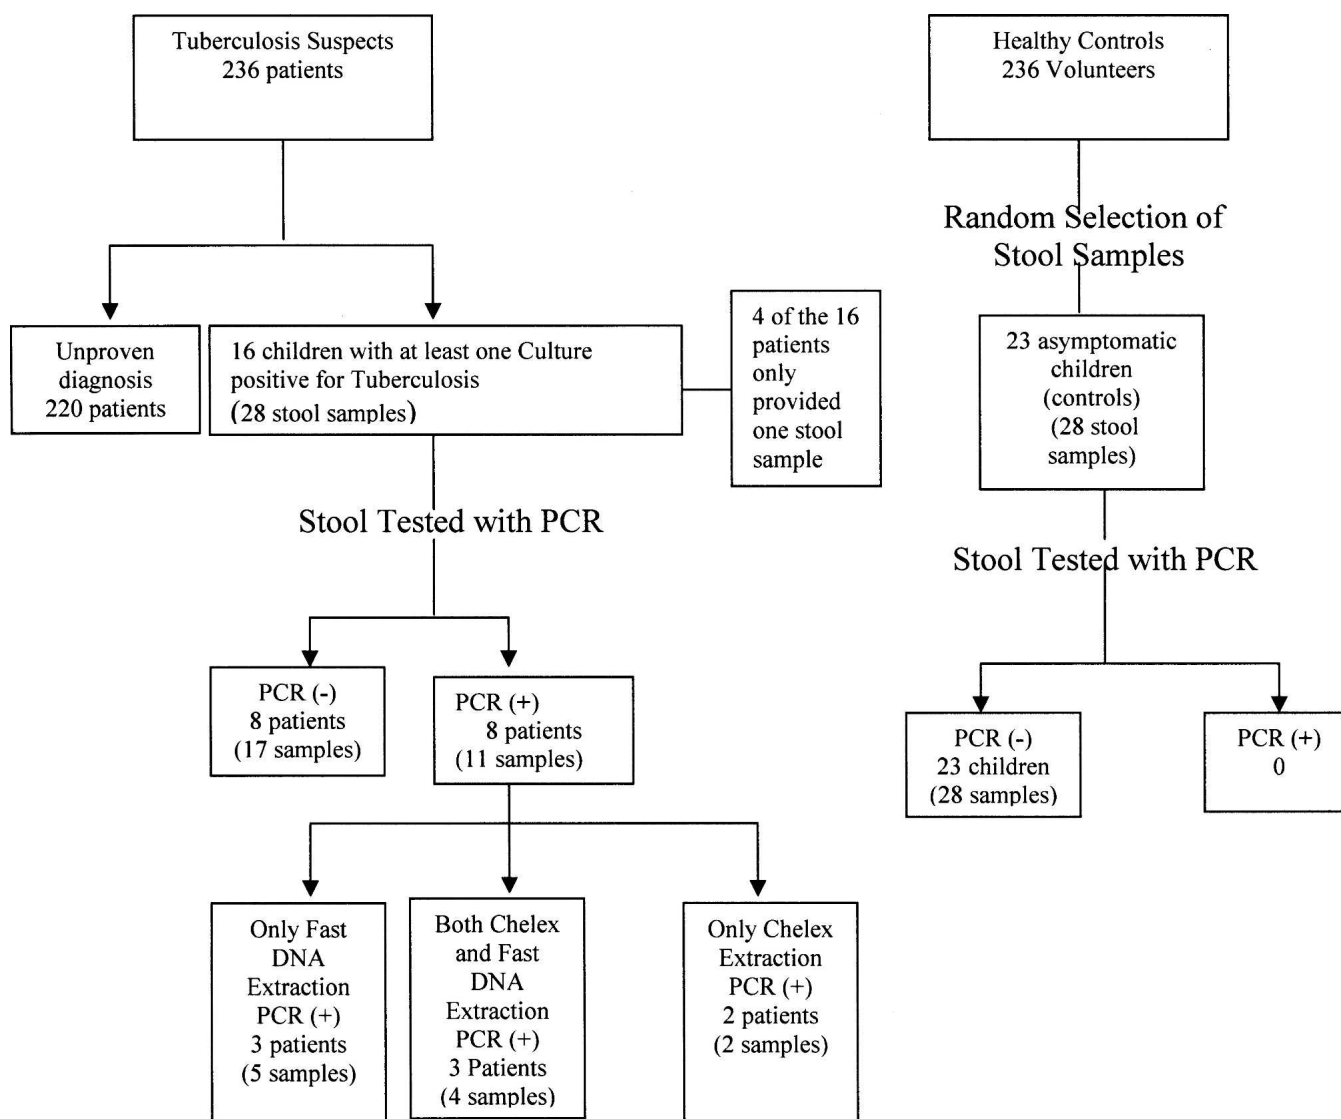 Tuberculosis Suspects
236 patients
Healthy Controls
236 Volunteers
Random Selection of
Stool Samples
Unproven
diagnosis
220 patients
16 children with at least one Culture
positive for Tuberculosis
(28 stool samples)
4 of the 16
patients
only
provided
one stool
sample
23 asymptomatic
children
(controls)
(28 stool
samples)
Stool Tested with PCR
Stool Tested with PCR
PCR (-)
8 patients
(17 samples)
PCR (+)
8 patients
(11 samples)
PCR (-)
23 children
(28 samples)
PCR (+)
0
Only Fast
DNA
Extraction
PCR (+)
3 patients
(5 samples)
Both Chelex
and Fast
DNA
Extraction
PCR (+)
3 Patients
(4 samples)
Only Chelex
Extraction
PCR (+)
2 patients
(2 samples)